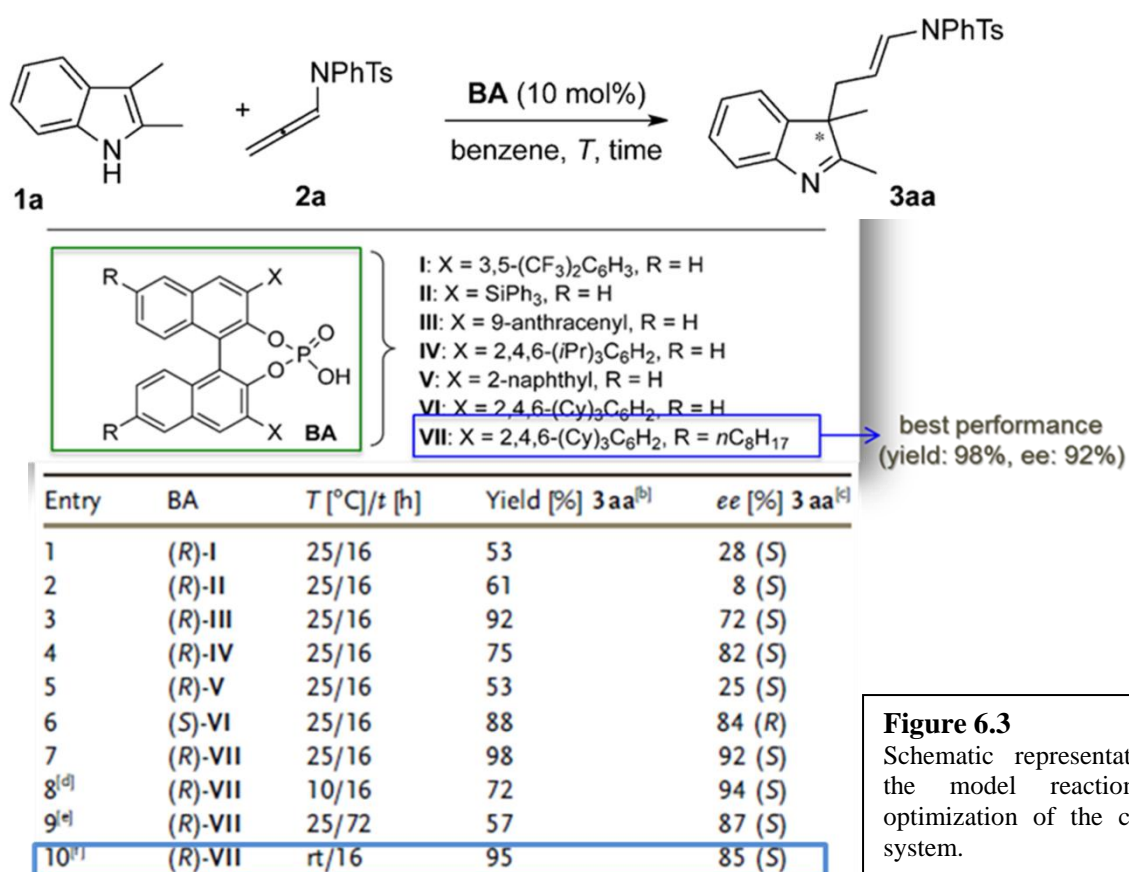 NPhTs
NPhTs
+
BA (10 mol%)
benzene, T, time
N
H
*
N
1a
2a
3aa
R
X
O
O
P
O
OH
R
X
BA
I: X = 3,5-(CF3)2C6H3, R = H
II: X = SiPh3, R = H
III: X = 9-anthracenyl, R = H
IV: X = 2,4,6-(iPr)3C6H2, R = H
V: X = 2-naphthyl, R = H
VI: X = 2,4,6-(Cy)3C6H2, R = H
VII: X = 2,4,6-(Cy)3C6H2, R = nC8H17
best performance
(yield: 98%, ee: 92%)
Entry BA T [°C]/t [h] Yield [%] 3aa[b] ee [%] 3aa[c]
1 (R)-I 25/16 53 28 (S)
2 (R)-II 25/16 61 8 (S)
3 (R)-III 25/16 92 72 (S)
4 (R)-IV 25/16 75 82 (S)
5 (R)-V 25/16 53 25 (S)
6 (S)-VI 25/16 88 84 (R)
7 (R)-VII 25/16 98 92 (S)
8[d] (R)-VII 10/16 72 94 (S)
9[e] (R)-VII 25/72 57 87 (S)
10[f] (R)-VII rt/16 95 85 (S)
Figure 6.3
Schematic
the model reaction
optimization of the
system.